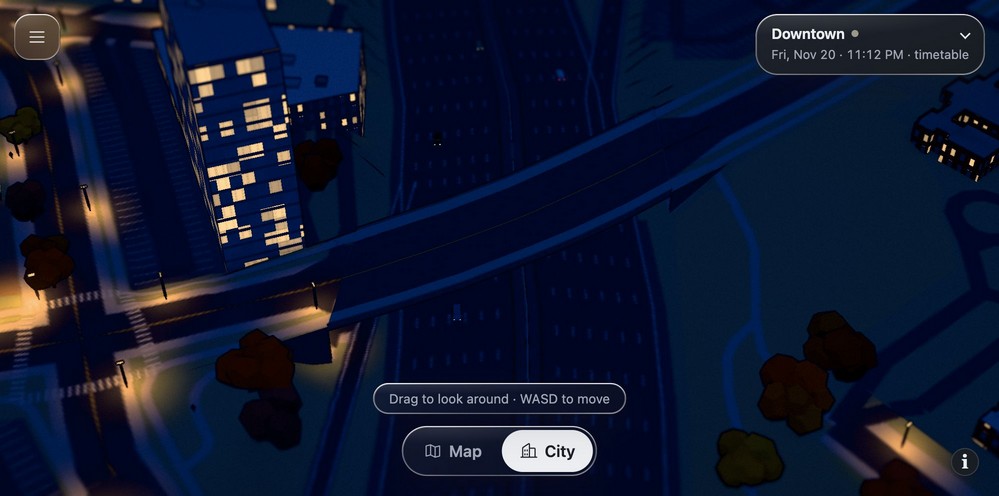 Downtown
Fri, Nov 20 · 11:12 PM · timetable
Drag to look around · WASD to move
Map
City
i